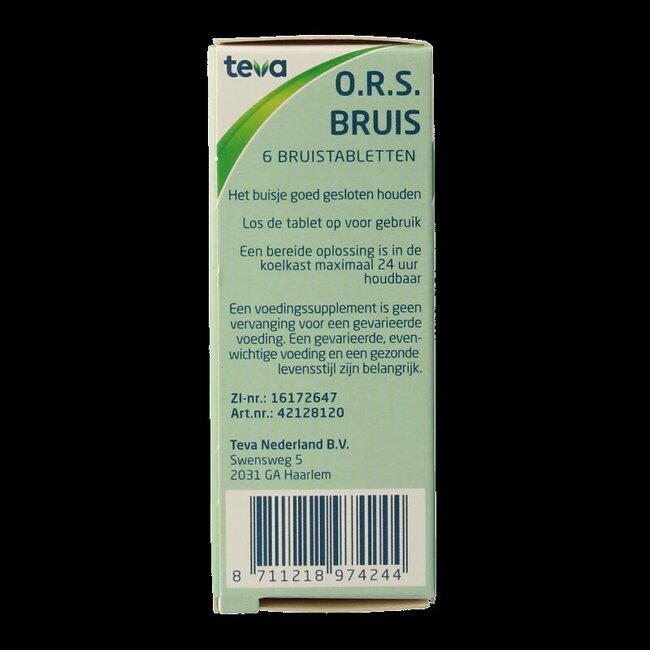 teva
O.R.S.
BRUIS
6 BRUISTABLETTEN
Het buisje goed gesloten houden
Los de tablet op voor gebruik
Een bereide oplossing is in de
koelkast maximaal 24 uur
houdbaar
Een voedingssupplement is geen
vervanging voor een gevarieerde
voeding. Een gevarieerde, even-
wichtige voeding en een gezonde
levensstijl zijn belangrijk.
ZI-nr.: 16172647
Art.nr.: 42128120
Teva Nederland B.V.
Swensweg 5
2031 GA Haarlem
8 711218 974244